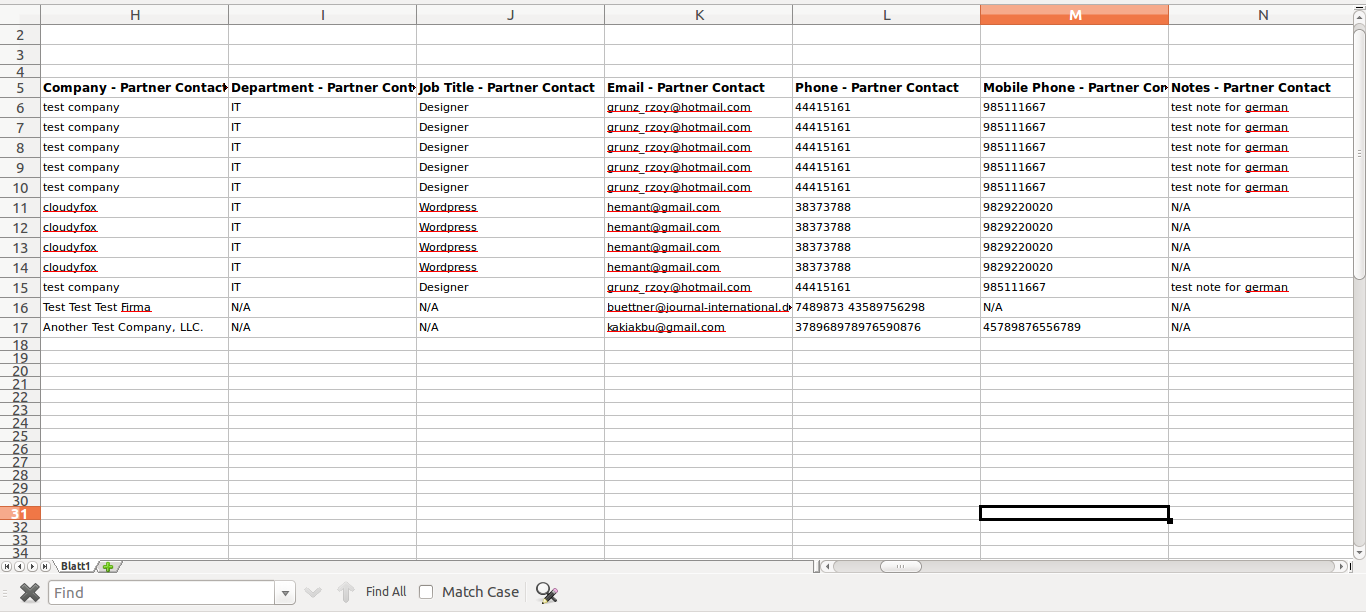 H I J K L M N
2
3
4
5 Company - Partner Contact Department - Partner Cont Job Title - Partner Contact Email - Partner Contact Phone - Partner Contact Mobile Phone - Partner Con Notes - Partner Contact
6 test company IT Designer grunz_rzoy@hotmail.com 44415161 985111667 test note for german
7 test company IT Designer grunz_rzoy@hotmail.com 44415161 985111667 test note for german
8 test company IT Designer grunz_rzoy@hotmail.com 44415161 985111667 test note for german
9 test company IT Designer grunz_rzoy@hotmail.com 44415161 985111667 test note for german
10 test company IT Designer grunz_rzoy@hotmail.com 44415161 985111667 test note for german
11 cloudyfox IT Wordpress hemant@gmail.com 38373788 9829220020 N/A
12 cloudyfox IT Wordpress hemant@gmail.com 38373788 9829220020 N/A
13 cloudyfox IT Wordpress hemant@gmail.com 38373788 9829220020 N/A
14 cloudyfox IT Wordpress hemant@gmail.com 38373788 9829220020 N/A
15 test company IT Designer grunz_rzoy@hotmail.com 44415161 985111667 test note for german
16 Test Test Test Firma N/A N/A buettner@journal-international.d 7489873 43589756298 N/A N/A
17 Another Test Company, LLC. N/A N/A kakiakbu@gmail.com 378968978976590876 45789876556789 N/A
18
19
20
21
22
23
24
25
26
27
28
29
30
31
32
33
34
Blatt1
Find Find All Match Case